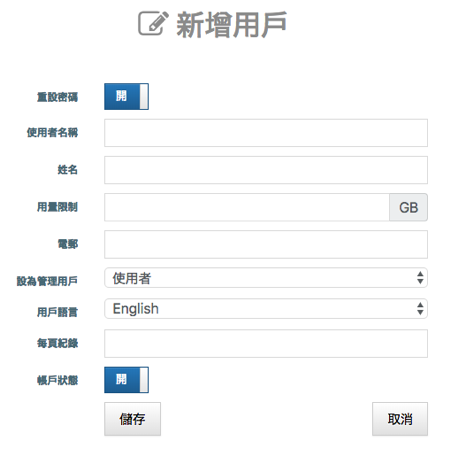 新增用戶
重設密碼 開
使用者名稱
姓名
用量限制 GB
電郵
設為管理用戶 使用者
用戶語言 English
每頁紀錄
帳戶狀態 開
儲存 取消